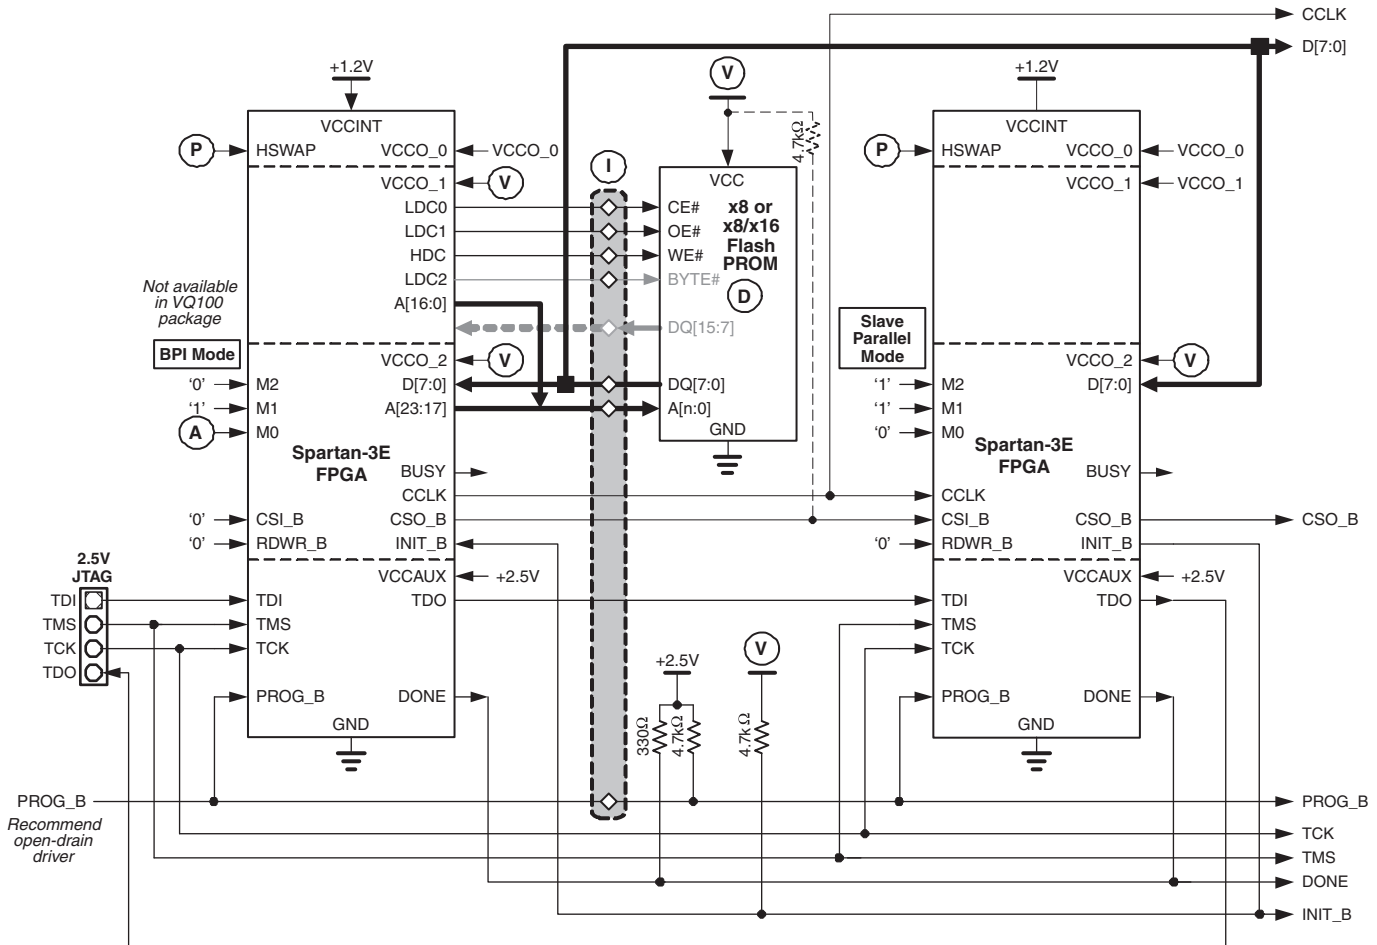 CCLK
D[7:0]
+1.2V
V
+1.2V
VCCINT
P
HSWAP
VCCO_0
VCCO_0
VCCO_1
V
LDC0
LDC1
HDC
LDC2
A[16:0]
Not available
in VQ100
package
BPI Mode
VCCO_2
V
'0'
M2
D[7:0]
'1'
M1
A[23:17]
A
M0
Spartan-3E
FPGA
BUSY
CCLK
'0'
CSI_B
CSO_B
'0'
RDWR_B
INIT_B
VCCAUX
+2.5V
TDI
TDO
TMS
TCK
PROG_B
DONE
GND
2.5V
JTAG
TDI
TMS
TCK
TDO
I
VCC
CE#
x8 or
x8/x16
Flash
PROM
OE#
WE#
BYTE#
D
DQ[15:7]
DQ[7:0]
A[n:0]
GND
4.7kΩ
VCCINT
P
HSWAP
VCCO_0
VCCO_0
VCCO_1
VCCO_1
Slave
Parallel
Mode
VCCO_2
V
'1'
M2
D[7:0]
'1'
M1
'0'
M0
Spartan-3E
FPGA
BUSY
CCLK
CSI_B
CSO_B
CSO_B
'0'
RDWR_B
INIT_B
VCCAUX
+2.5V
TDI
TDO
TMS
TCK
PROG_B
DONE
GND
+2.5V
V
330Ω
4.7kΩ
4.7kΩ
PROG_B
Recommend
open-drain
driver
PROG_B
TCK
TMS
DONE
INIT_B